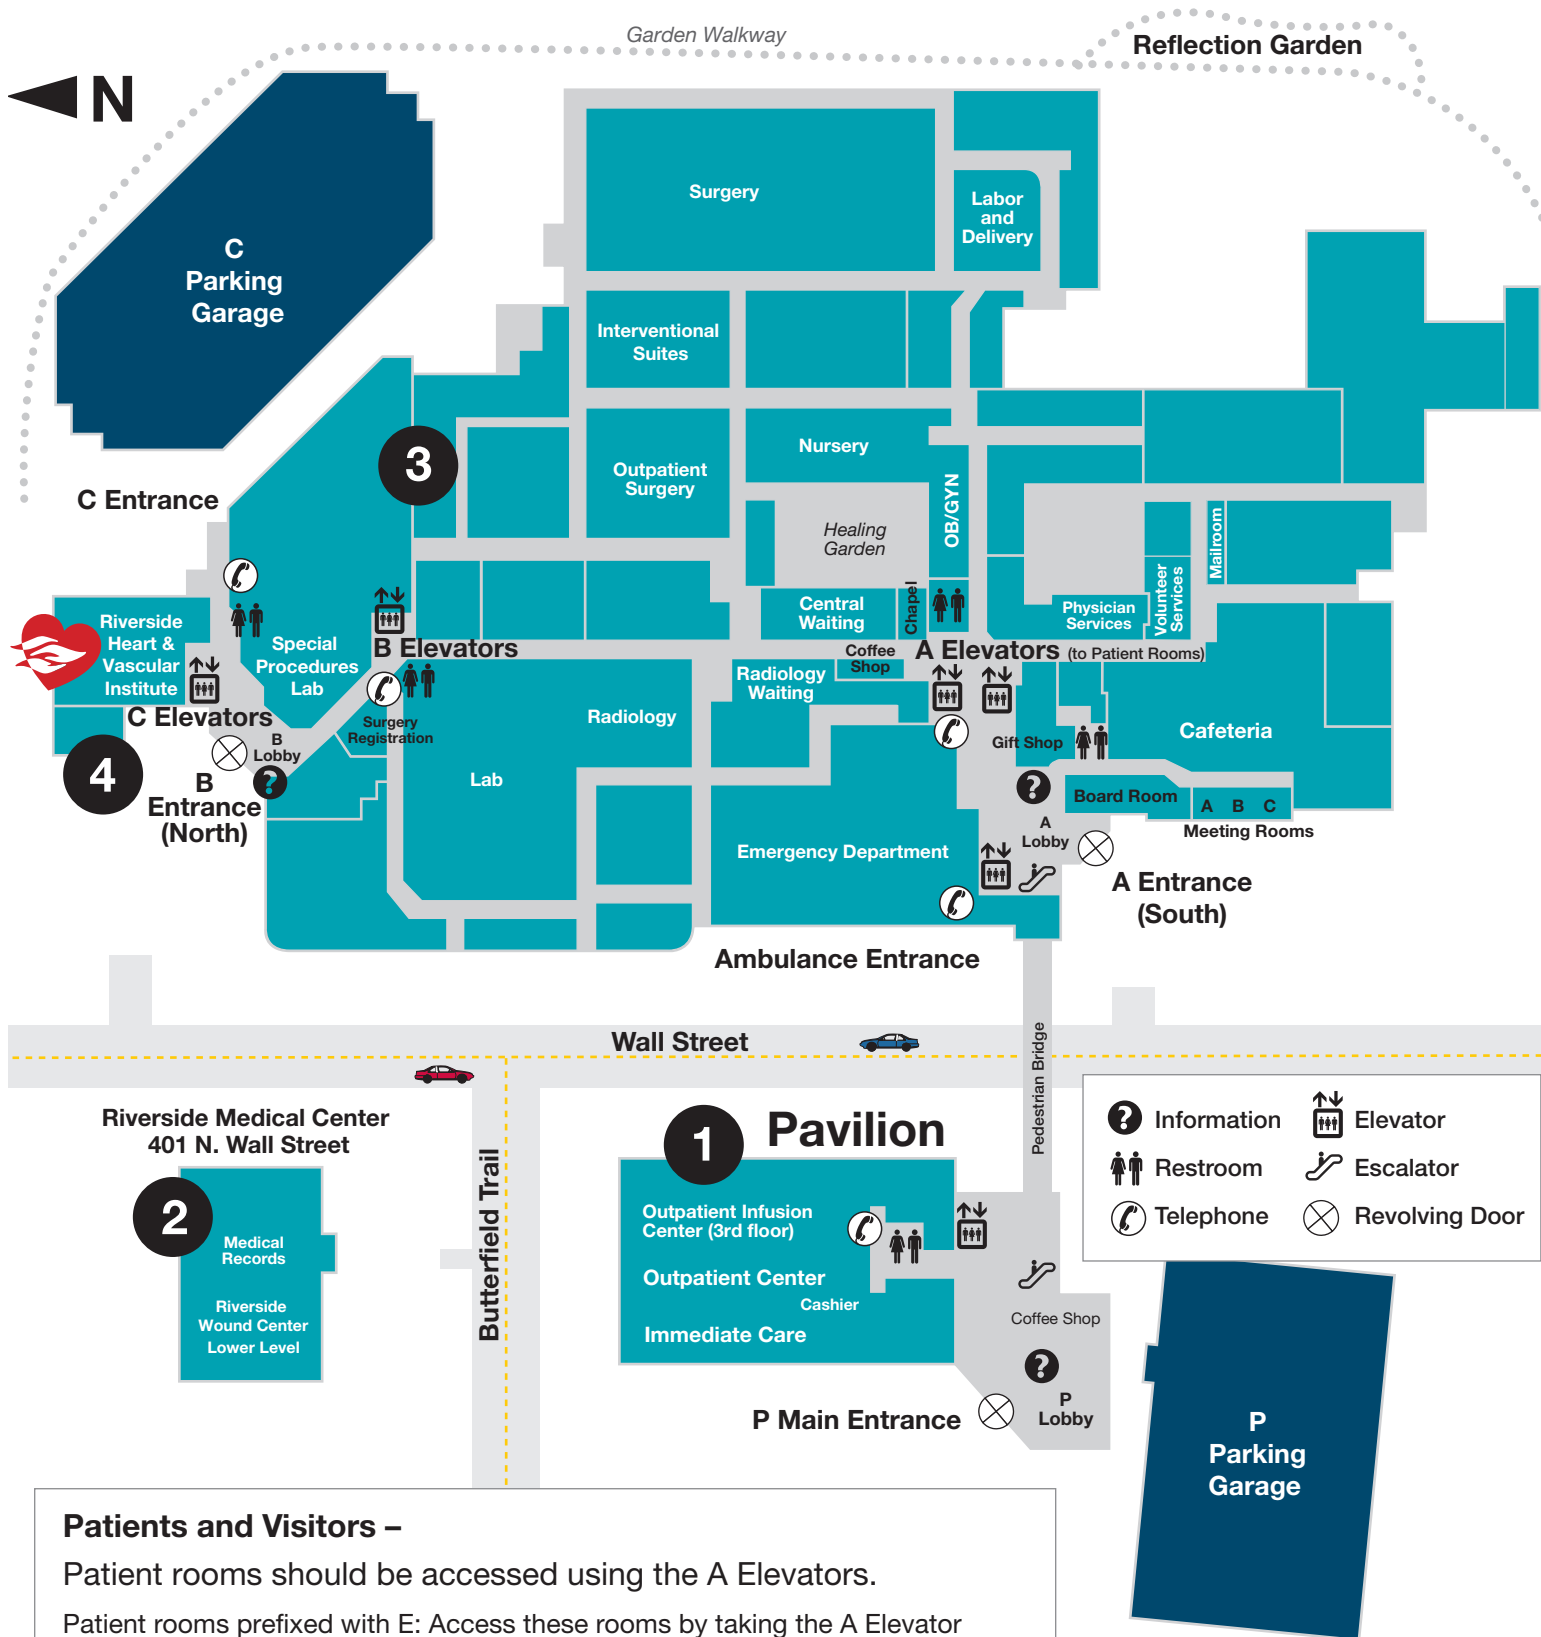 Garden Walkway
Reflection Garden
N
C
Parking
Garage
Surgery
Labor
and
Delivery
Interventional
Suites
3
Nursery
Outpatient
Surgery
C Entrance
Healing
Garden
OB/GYN
Mailroom
Riverside
Heart &
Vascular
Institute
Special
Procedures
Lab
Central
Waiting
Chapel
Physician
Services
Volunteer
Services
B Elevators
Coffee
Shop
A Elevators (to Patient Rooms)
Radiology
Waiting
C Elevators
Surgery
Registration
Radiology
B
Lobby
?
Gift Shop
Cafeteria
4
B
Entrance
(North)
Lab
?
Board Room
A B C
Meeting Rooms
A
Lobby
Emergency Department
A Entrance
(South)
Ambulance Entrance
Wall Street
Pedestrian Bridge
Riverside Medical Center
401 N. Wall Street
1
Pavilion
? Information
Elevator
Restroom
Escalator
Telephone
Revolving Door
2
Medical
Records
Riverside
Wound Center
Lower Level
Butterfield Trail
Outpatient Infusion
Center (3rd floor)
Outpatient Center
Cashier
Immediate Care
Coffee Shop
?
P
Lobby
P Main Entrance
P
Parking
Garage
Patients and Visitors –
Patient rooms should be accessed using the A Elevators.
Patient rooms prefixed with E: Access these rooms by taking the A Elevator